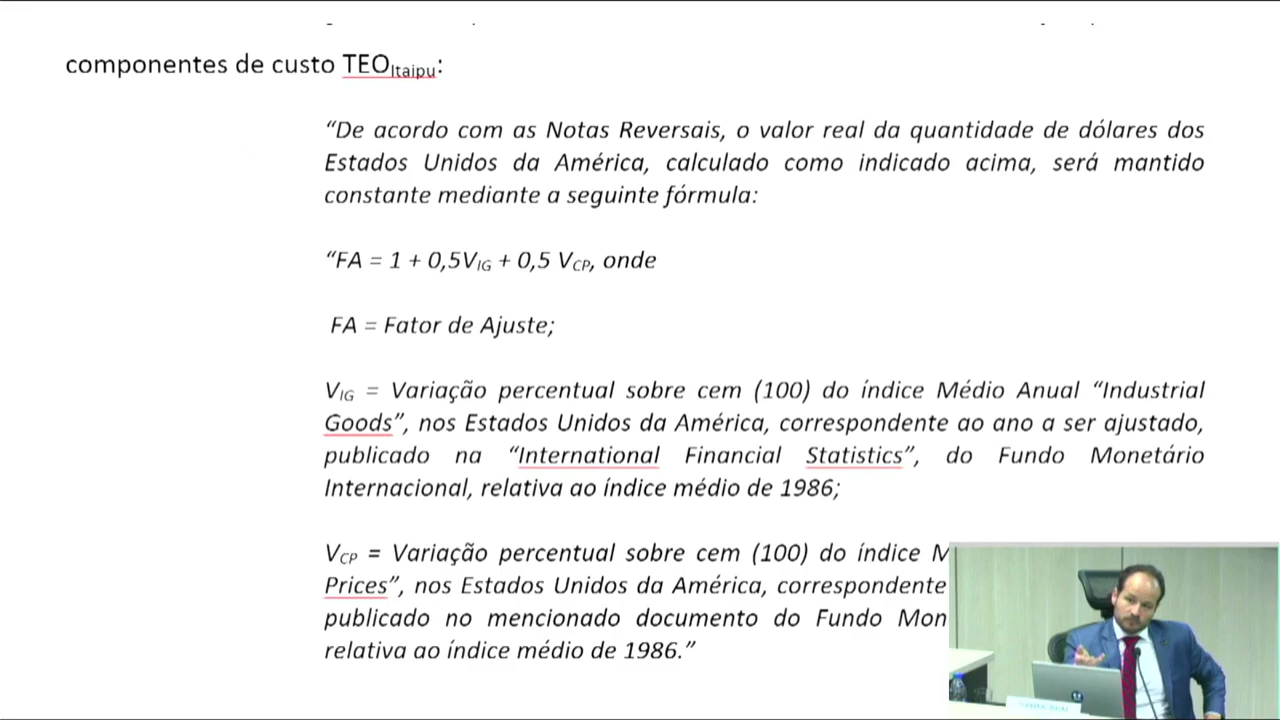 componentes de custo TEOItaipu:
“De acordo com as Notas Reversais, o valor real da quantidade de dólares dos
Estados Unidos da América, calculado como indicado acima, será mantido
constante mediante a seguinte fórmula:
“FA = 1 + 0,5VIG + 0,5 VCP, onde
FA = Fator de Ajuste;
VIG = Variação percentual sobre cem (100) do índice Médio Anual “Industrial
Goods”, nos Estados Unidos da América, correspondente ao ano a ser ajustado,
publicado na “International Financial Statistics”, do Fundo Monetário
Internacional, relativa ao índice médio de 1986;
VCP = Variação percentual sobre cem (100) do índice
Prices”, nos Estados Unidos da América, correspondente
publicado no mencionado documento do Fundo Mon
relativa ao índice médio de 1986.”